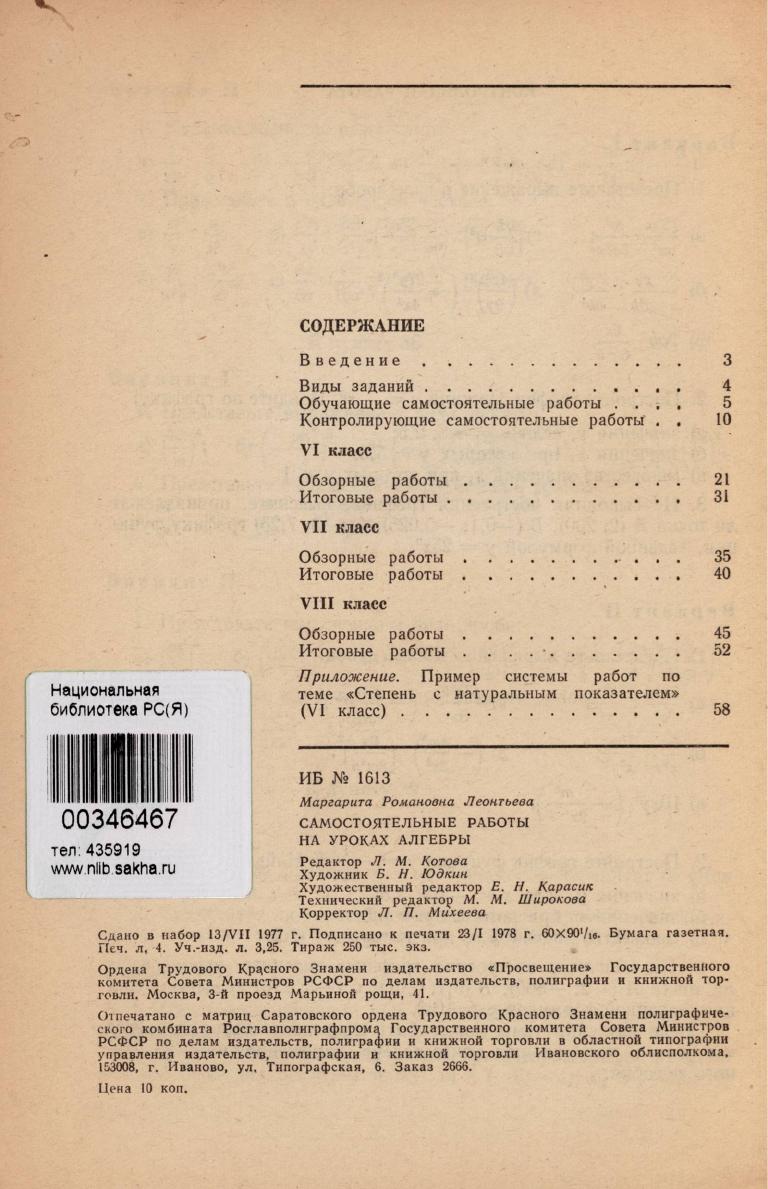 СОДЕРЖАНИЕ
Введение . . . . . . . . . . . . . 3
Виды заданий . . . . . . . . . . . . . 4
Обучающие самостоятельные работы . . . . 5
Контролирующие самостоятельные работы . . 10
VI класс
Обзорные работы . . . . . . . . . . . 21
Итоговые работы . . . . . . . . . . . . 31
VII класс
Обзорные работы . . . . . . . . . . . 35
Итоговые работы . . . . . . . . . . . 40
VIII класс
Обзорные работы . . . . . . . . . . . 45
Итоговые работы . . . . . . . . . . . 52
Приложение. Пример системы работ по
теме «Степень с натуральным показателем»
(VI класс) . . . . . . . . . . . . . . 58
Национальная
библиотека РС(Я)
00346467
тел: 435919
www.nlib.sakha.ru
ИБ № 1613
Маргарита Романовна Леонтьева
САМОСТОЯТЕЛЬНЫЕ РАБОТЫ
НА УРОКАХ АЛГЕБРЫ
Редактор Л. М. Котова
Художник Б. Н. Юдкин
Художественный редактор Е. Н. Карасик
Технический редактор М. М. Широкова
Корректор Л. П. Михеева
Сдано в набор 13/VII 1977 г. Подписано к печати 23/I 1978 г. 60X90¹/₁₆. Бумага газетная.
Печ. л. 4. Уч.-изд. л. 3,25. Тираж 250 тыс. экз.
Ордена Трудового Красного Знамени издательство «Просвещение» Государственного
комитета Совета Министров РСФСР по делам издательств, полиграфии и книжной тор-
говли. Москва, 3-й проезд Марьиной рощи, 41.
Отпечатано с матриц Саратовского ордена Трудового Красного Знамени полиграфиче-
ского комбината Росглавполиграфпрома Государственного комитета Совета Министров
РСФСР по делам издательств, полиграфии и книжной торговли в областной типографии
управления издательств, полиграфии и книжной торговли Ивановского облисполкома,
153008, г. Иваново, ул. Типографская, 6. Заказ 2666.
Цена 10 коп.